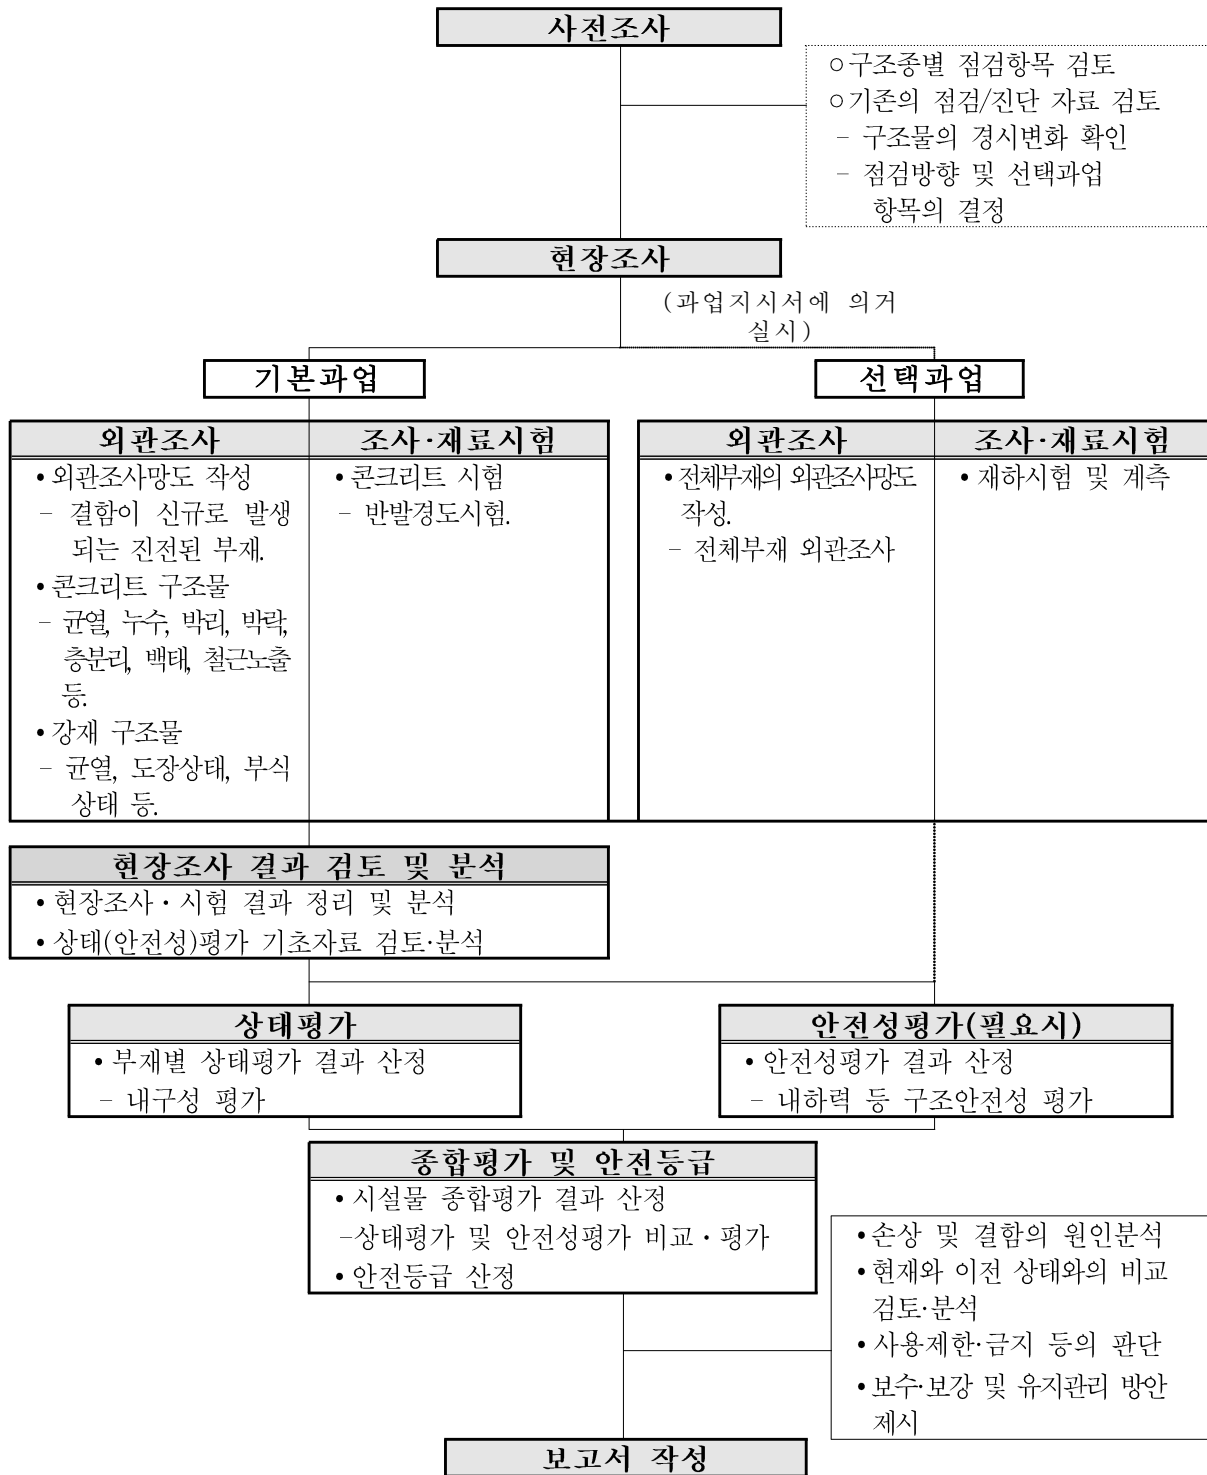 사전조사
○구조종별 점검항목 검토
○기존의 점검/진단 자료 검토
- 구조물의 경시변화 확인
- 점검방향 및 선택과업
항목의 결정
현장조사
(과업지시서에 의거
실시)
기본과업
선택과업
외관조사
• 외관조사망도 작성
- 결함이 신규로 발생
되는 진전된 부재.
• 콘크리트 구조물
- 균열, 누수, 박리, 박락,
층분리, 백태, 철근노출
등.
• 강재 구조물
- 균열, 도장상태, 부식
상태 등.
조사·재료시험
• 콘크리트 시험
- 반발경도시험.
외관조사
• 전체부재의 외관조사망도
작성.
- 전체부재 외관조사
조사·재료시험
• 재하시험 및 계측
현장조사 결과 검토 및 분석
• 현장조사·시험 결과 정리 및 분석
• 상태(안전성)평가 기초자료 검토·분석
상태평가
• 부재별 상태평가 결과 산정
- 내구성 평가
안전성평가(필요시)
• 안전성평가 결과 산정
- 내하력 등 구조안전성 평가
종합평가 및 안전등급
• 시설물 종합평가 결과 산정
-상태평가 및 안전성평가 비교·평가
• 안전등급 산정
• 손상 및 결함의 원인분석
• 현재와 이전 상태와의 비교
검토·분석
• 사용제한·금지 등의 판단
• 보수·보강 및 유지관리 방안
제시
보고서 작성